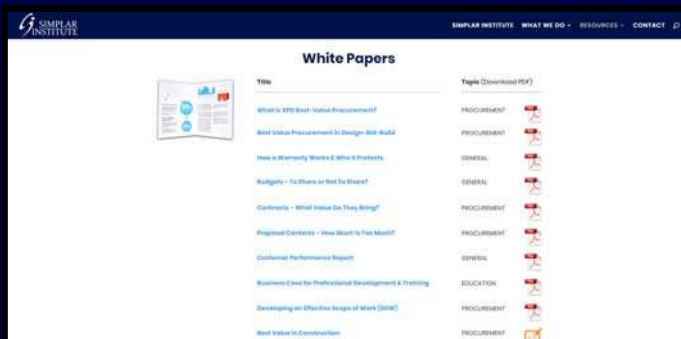 SIMPLAR
INSTITUTE
SIMPLAR INSTITUTE WHAT WE DO RESOURCES CONTACT
White Papers
Title Topic (Download PDF)
What is XPD Best-Value Procurement? PROCUREMENT
Best Value Procurement in Design-Bid-Build PROCUREMENT
How a Warranty Works & Who It Protects GENERAL
Budgets – To Share or Not To Share? GENERAL
Contracts – What Value Do They Bring? PROCUREMENT
Proposal Contents – How Much Is Too Much? PROCUREMENT
Customer Performance Report GENERAL
Business Case for Professional Development & Training EDUCATION
Developing an Effective Scope of Work (SOW) PROCUREMENT
Best Value in Construction PROCUREMENT